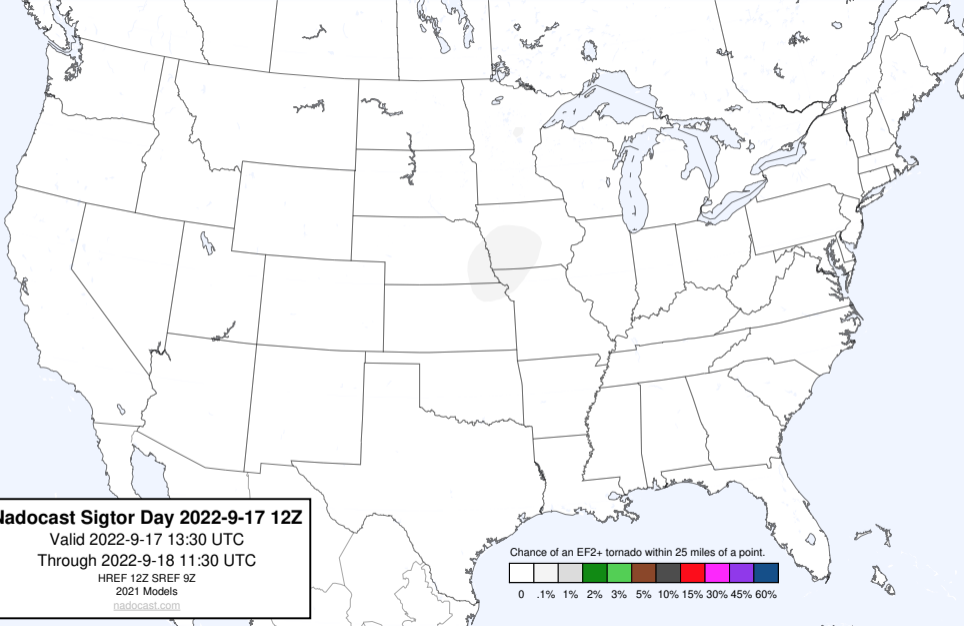 Nadocast Sigtor Day 2022-9-17 12Z
Valid 2022-9-17 13:30 UTC
Through 2022-9-18 11:30 UTC
HREF 12Z SREF 9Z
2021 Models
nadocast.com
Chance of an EF2+ tornado within 25 miles of a point.
0 .1% 1% 2% 3% 5% 10% 15% 30% 45% 60%